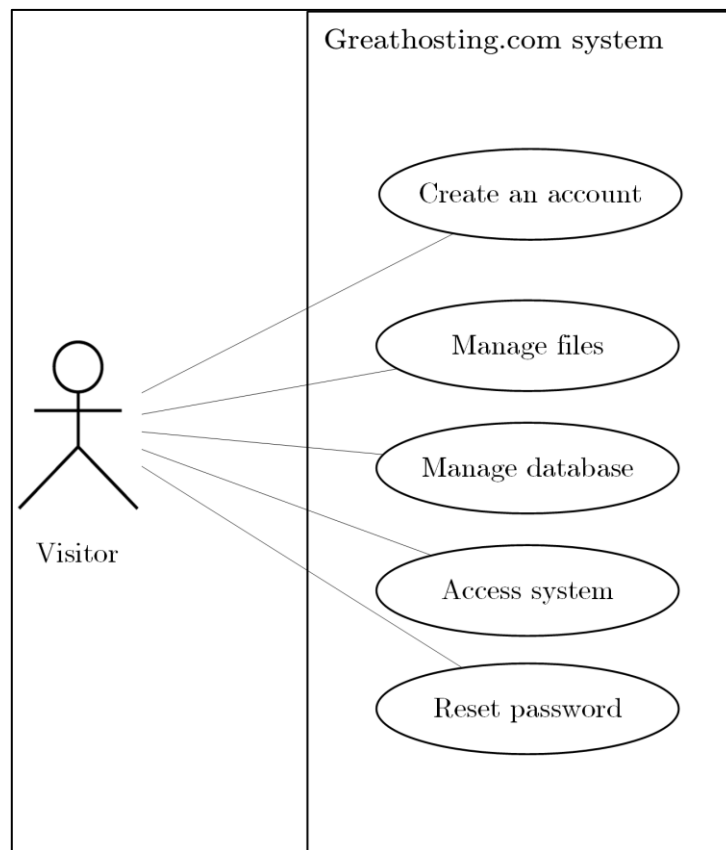 Greathosting.com system
Create an account
Manage files
Manage database
Access system
Reset password
Visitor